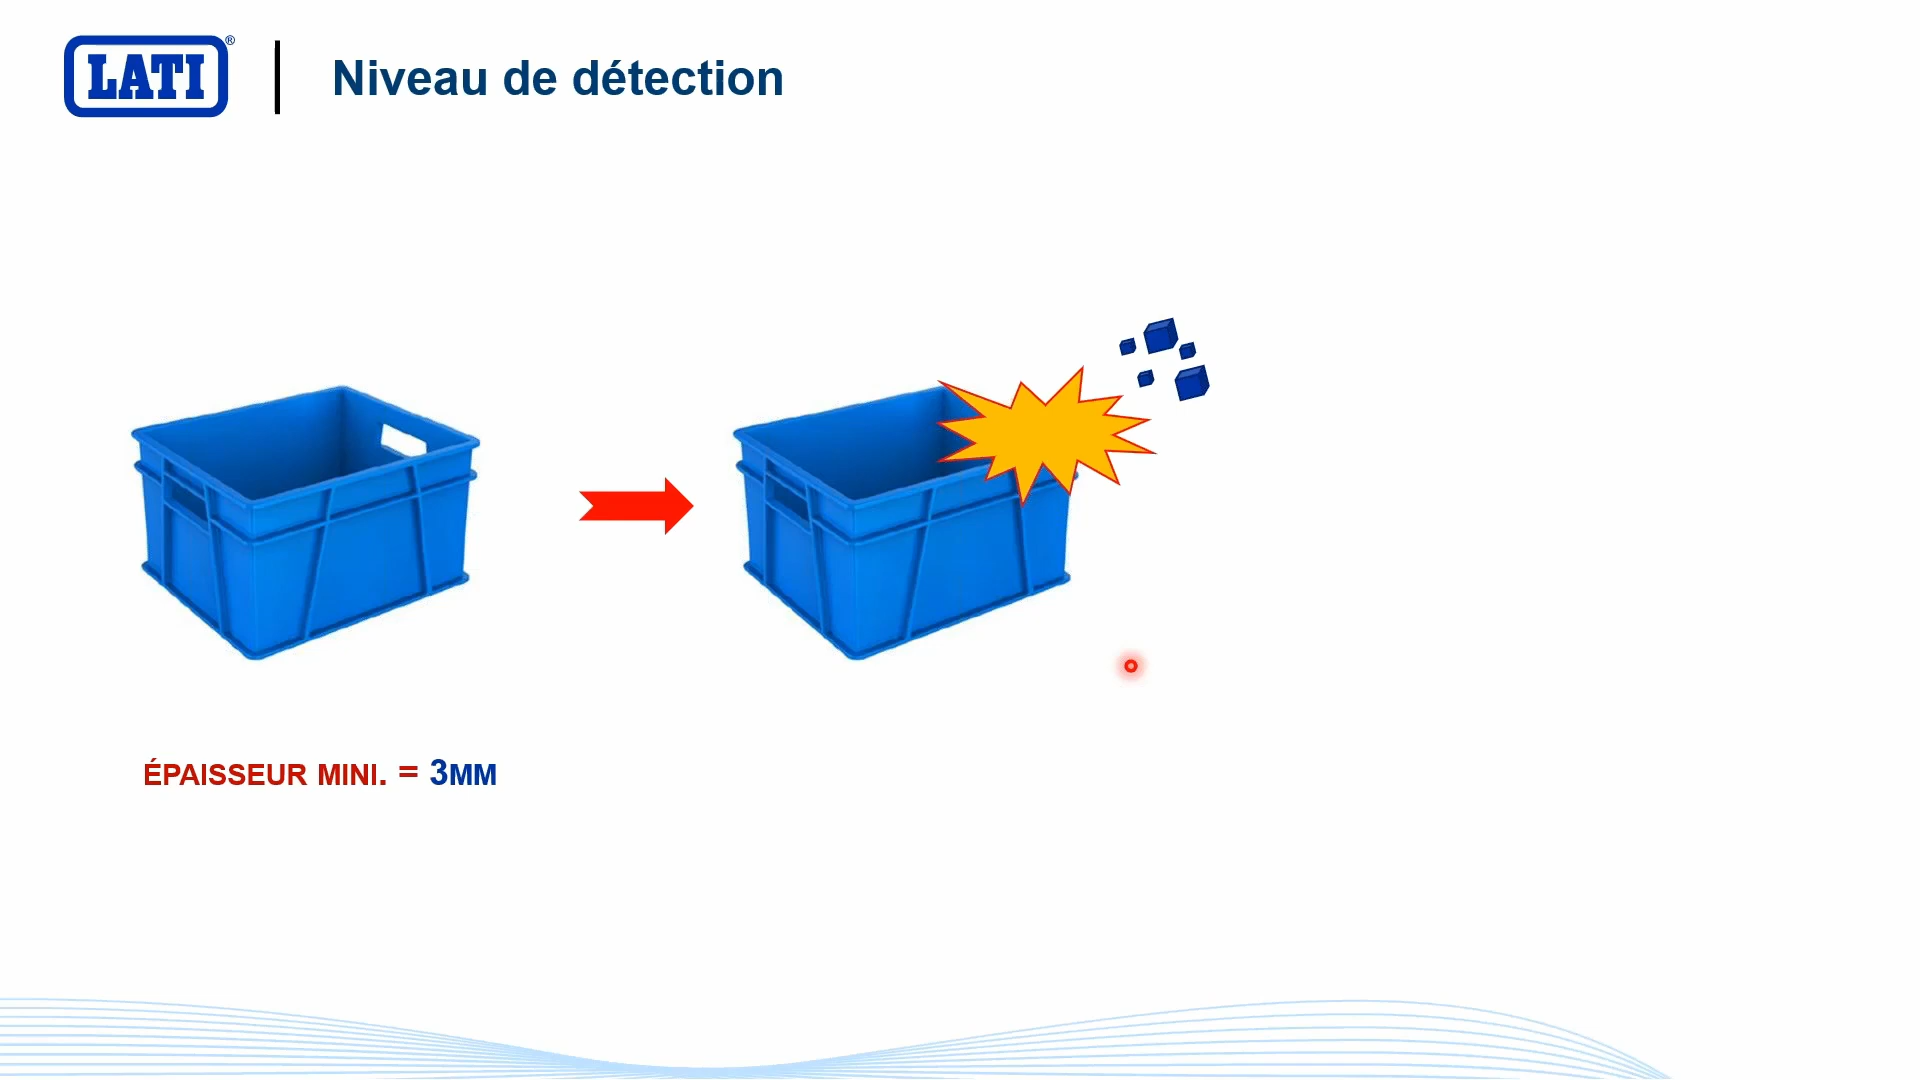 LATI®
Niveau de détection
ÉPAISSEUR MINI. = 3MM